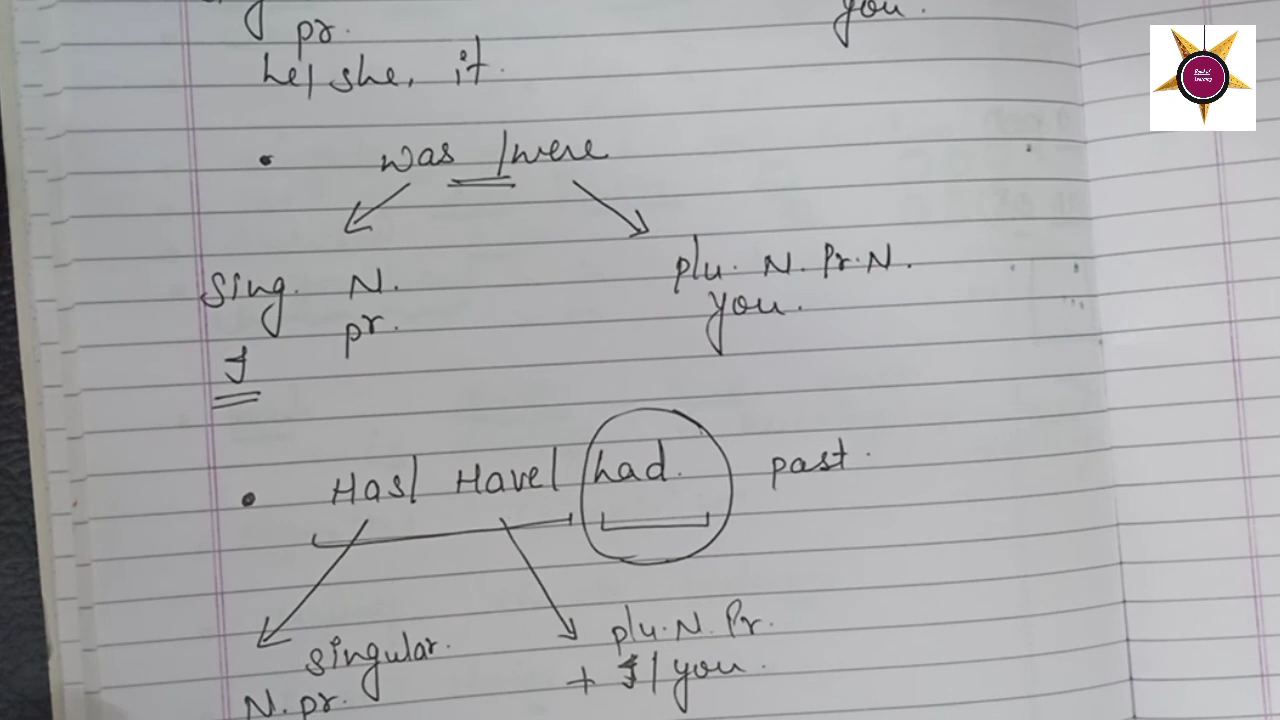 pr. you.
he/ she, it.
• was / were
Sing. N. plu. N. Pr. N.
pr. you.
I
• Has/ Have/ had. past.
singular. plu. N. Pr.
N. pr. + I / you.